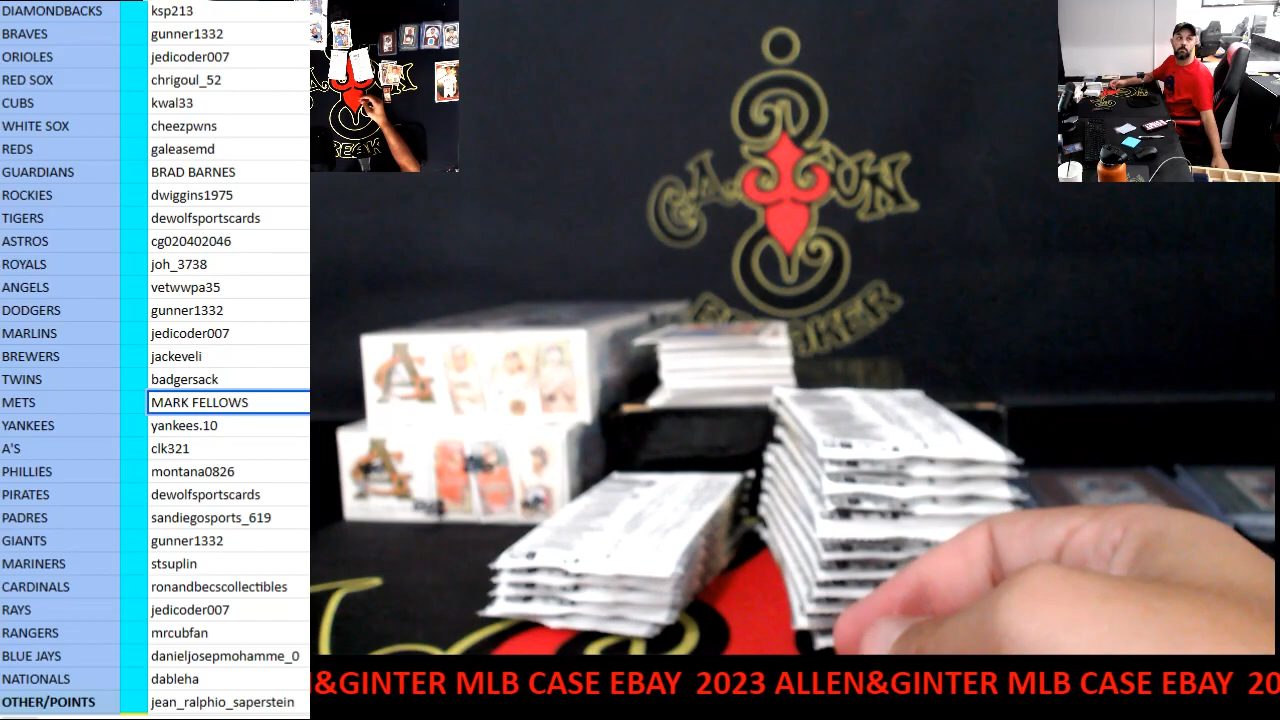 DIAMONDBACKS ksp213
BRAVES gunner1332
ORIOLES jedicoder007
RED SOX chrigoul_52
CUBS kwal33
WHITE SOX cheezpwns
REDS galeasemd
GUARDIANS BRAD BARNES
ROCKIES dwiggins1975
TIGERS dewolfsportscards
ASTROS cg020402046
ROYALS joh_3738
ANGELS vetwwpa35
DODGERS gunner1332
MARLINS jedicoder007
BREWERS jackeveli
TWINS badgersack
METS MARK FELLOWS
YANKEES yankees.10
A'S clk321
PHILLIES montana0826
PIRATES dewolfsportscards
PADRES sandiegosports_619
GIANTS gunner1332
MARINERS stsuplin
CARDINALS ronandbecscollectibles
RAYS jedicoder007
RANGERS mrcubfan
BLUE JAYS danieljosepmohamme_0
NATIONALS dableha
OTHER/POINTS jean_ralphio_saperstein
&GINTER MLB CASE EBAY 2023 ALLEN&GINTER MLB CASE EBAY 20